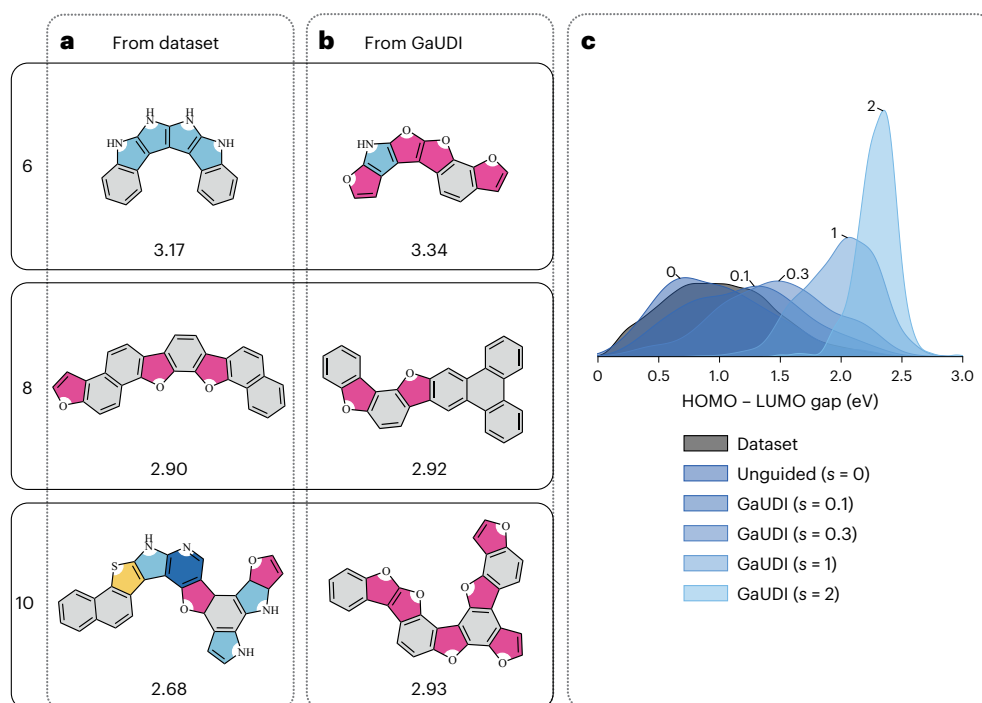 a From dataset
b From GaUDI
c
6
H
N
H
N
HN
NH
3.17
O
HN
O
O
O
3.34
8
O
O
O
2.90
O
O
2.92
10
S
H
N
N
O
O
NH
NH
2.68
O
O
O
O
O
O
2.93
2
1
0
0.1
0.3
0 0.5 1.0 1.5 2.0 2.5 3.0
HOMO – LUMO gap (eV)
Dataset
Unguided (s = 0)
GaUDI (s = 0.1)
GaUDI (s = 0.3)
GaUDI (s = 1)
GaUDI (s = 2)